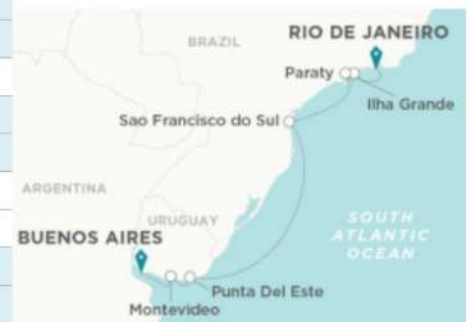 RIO DE JANEIRO
BRAZIL
Paraty
Ilha Grande
Sao Francisco do Sul
ARGENTINA
URUGUAY
SOUTH
ATLANTIC
OCEAN
BUENOS AIRES
Punta Del Este
Montevideo